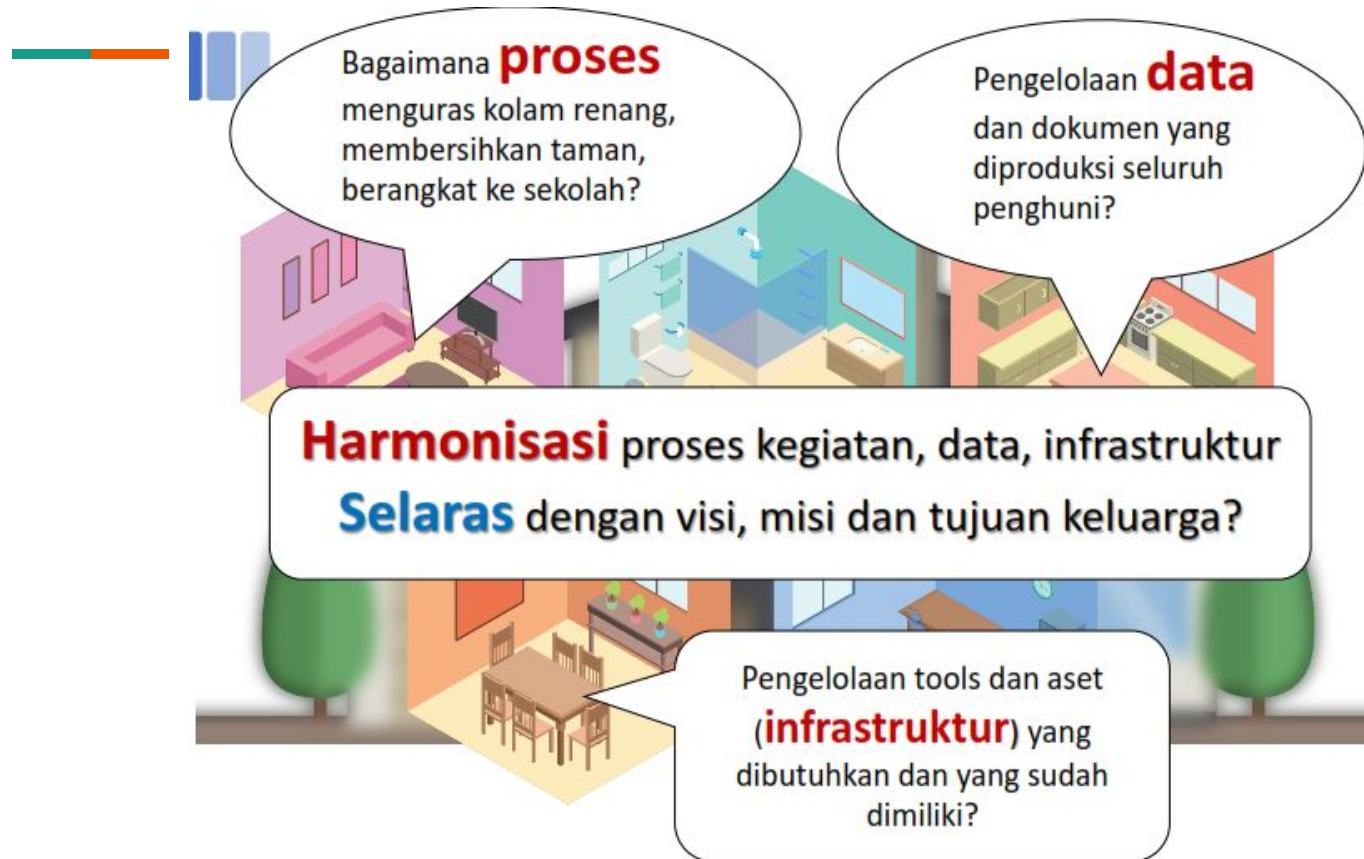 Bagaimana proses
menguras kolam renang,
membersihkan taman,
berangkat ke sekolah?
Pengelolaan data
dan dokumen yang
diproduksi seluruh
penghuni?
Harmonisasi proses kegiatan, data, infrastruktur
Selaras dengan visi, misi dan tujuan keluarga?
Pengelolaan tools dan aset
(infrastruktur) yang
dibutuhkan dan yang sudah
dimiliki?